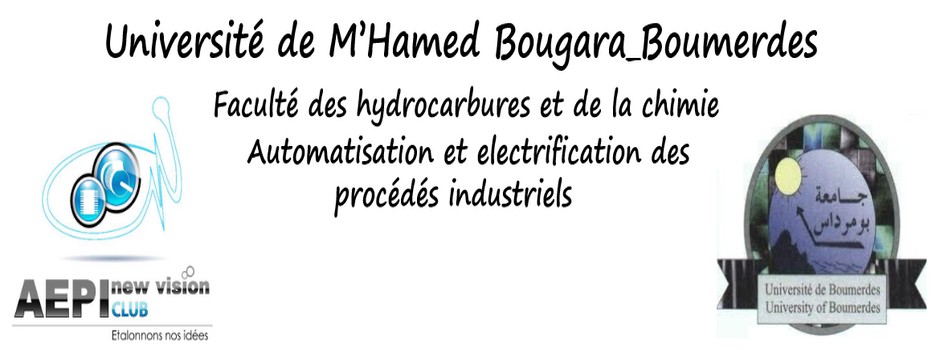 Université de M’Hamed Bougara_Boumerdes
Faculté des hydrocarbures et de la chimie
Automatisation et electrification des
procédés industriels
AEPI new vision
CLUB
Etalonnons nos idées
جامعة
بومرداس
Université de Boumerdes
University of Boumerdes